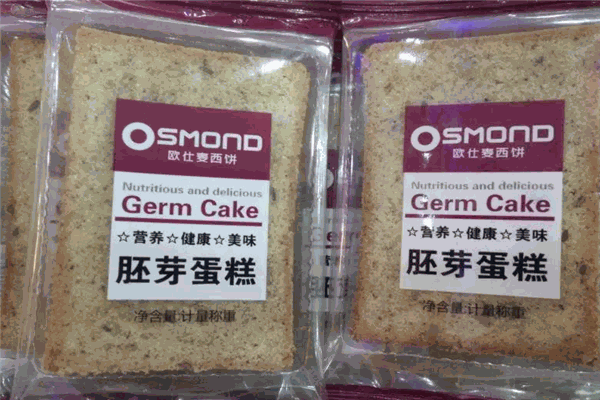 OSMOND
欧仕麦西饼
Nutritious and delicious
Germ Cake
☆营养☆健康☆美味
胚芽蛋糕
净含量:计量称重
OSMOND
欧仕麦西饼
Nutritious and delicious
Germ Cake
☆营养☆健康☆美味
胚芽蛋糕
净含量:计量称重